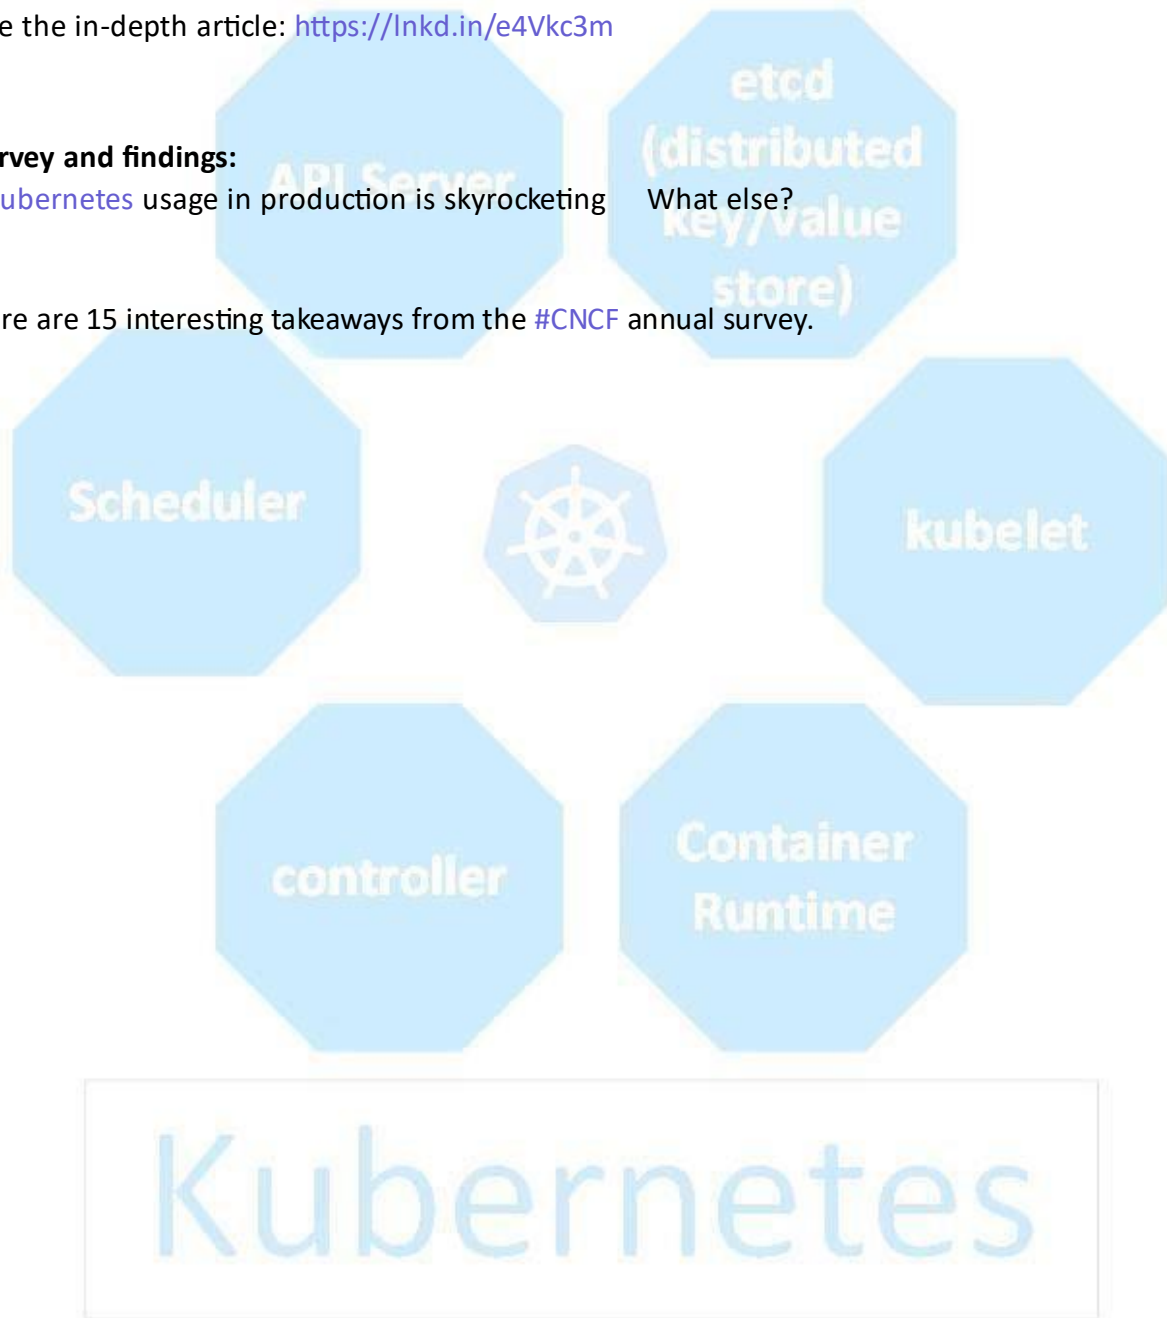 e the in-depth article: https://lnkd.in/e4Vkc3m
rvey and findings:
ubernetes usage in production is skyrocketing What else?
re are 15 interesting takeaways from the #CNCF annual survey.
API Server
etcd
(distributed
key/value
store)
Scheduler
kubelet
controller
Container
Runtime
Kubernetes